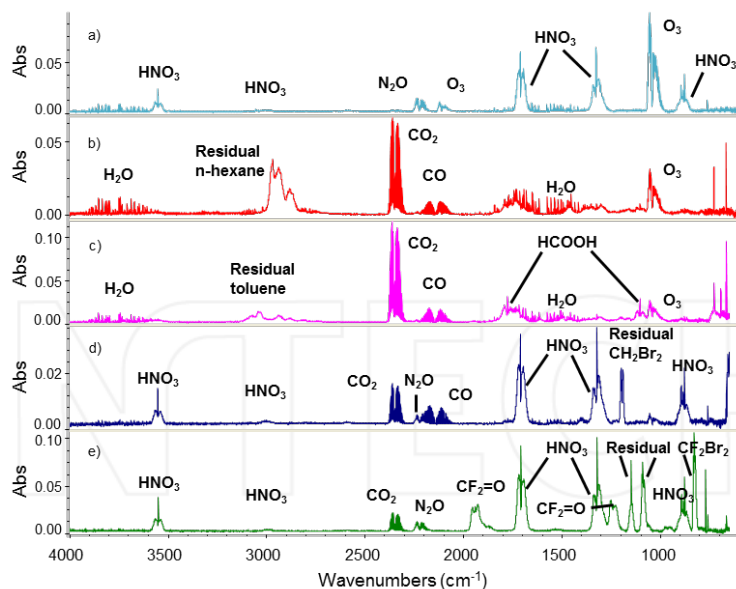 a)
HNO₃
HNO₃
N₂O
O₃
HNO₃
O₃
HNO₃
Abs
0.05
0.00
b)
H₂O
Residual
n-hexane
CO₂
CO
H₂O
O₃
Abs
0.05
0.00
c)
H₂O
Residual
toluene
CO₂
CO
HCOOH
H₂O
O₃
Abs
0.10
0.05
0.00
d)
HNO₃
HNO₃
CO₂
N₂O
CO
HNO₃
Residual
CH₂Br₂
HNO₃
Abs
0.02
0.00
e)
HNO₃
HNO₃
CO₂
N₂O
CF₂=O
HNO₃
CF₂=O
Residual
CF₂Br₂
HNO₃
Abs
0.10
0.05
0.00
4000 3500 3000 2500 2000 1500 1000
Wavenumbers (cm⁻¹)
NTECH